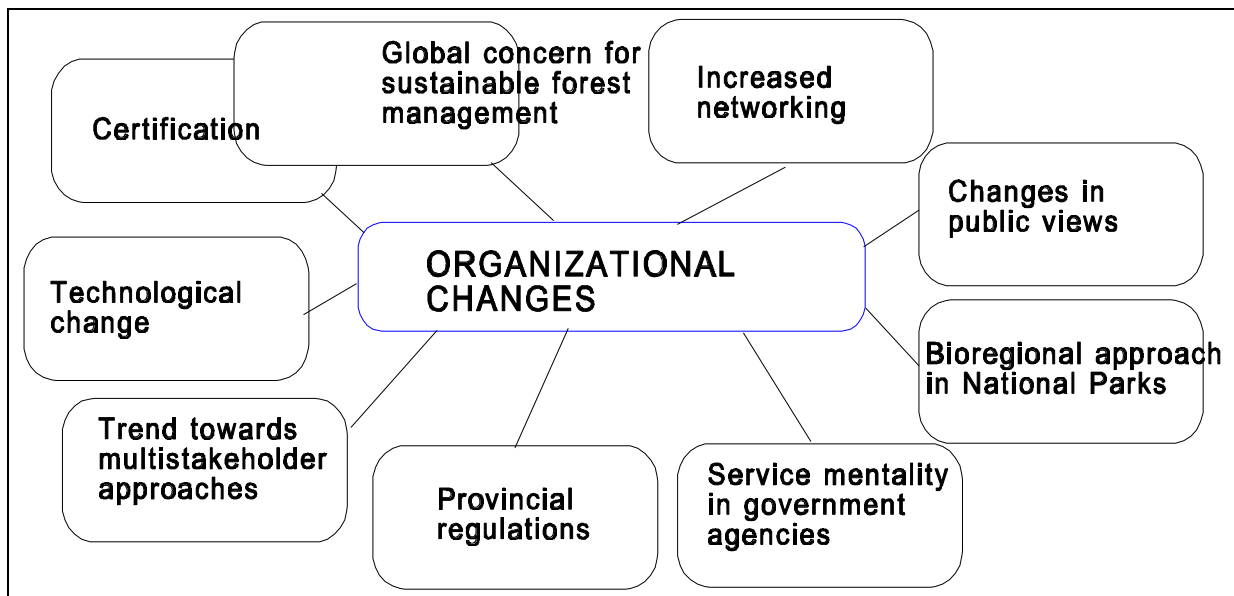 Global concern for
sustainable forest
management
Increased
networking
Certification
Changes in
public views
ORGANIZATIONAL
CHANGES
Technological
change
Bioregional approach
in National Parks
Trend towards
multistakeholder
approaches
Provincial
regulations
Service mentality
in government
agencies